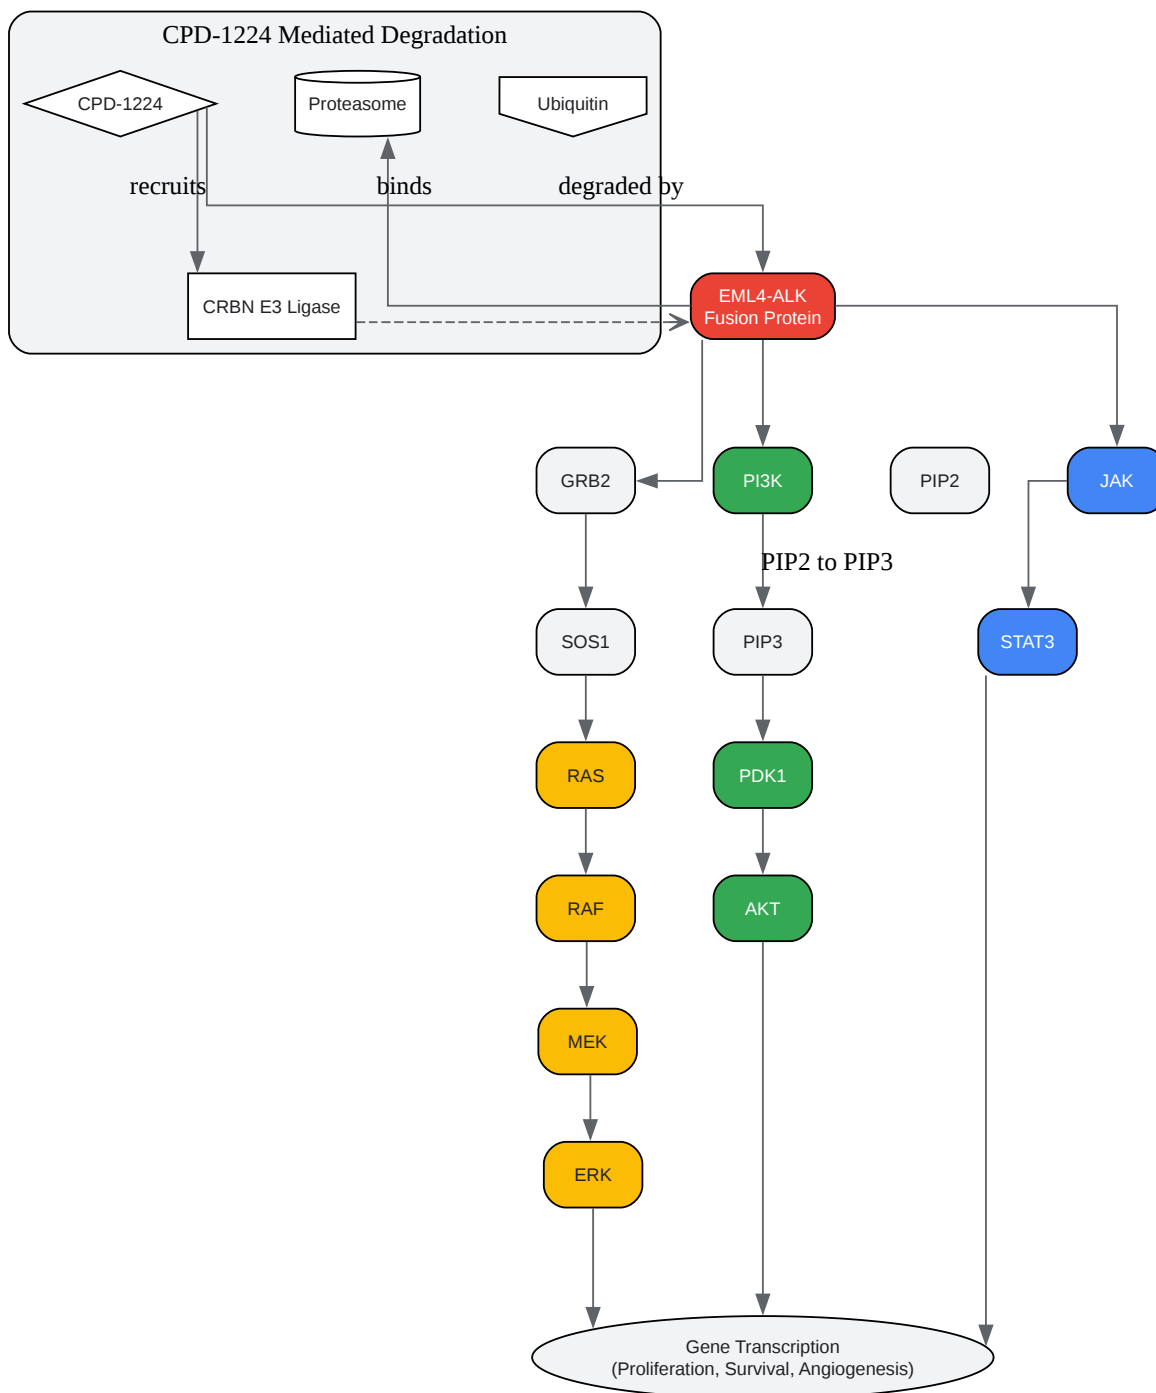 CPD-1224 Mediated Degradation
CPD-1224
Proteasome
Ubiquitin
recruits
binds
degraded by
CRBN E3 Ligase
EML4-ALK
Fusion Protein
GRB2
PI3K
PIP2
JAK
PIP2 to PIP3
SOS1
PIP3
STAT3
RAS
PDK1
RAF
AKT
MEK
ERK
Gene Transcription
(Proliferation, Survival, Angiogenesis)